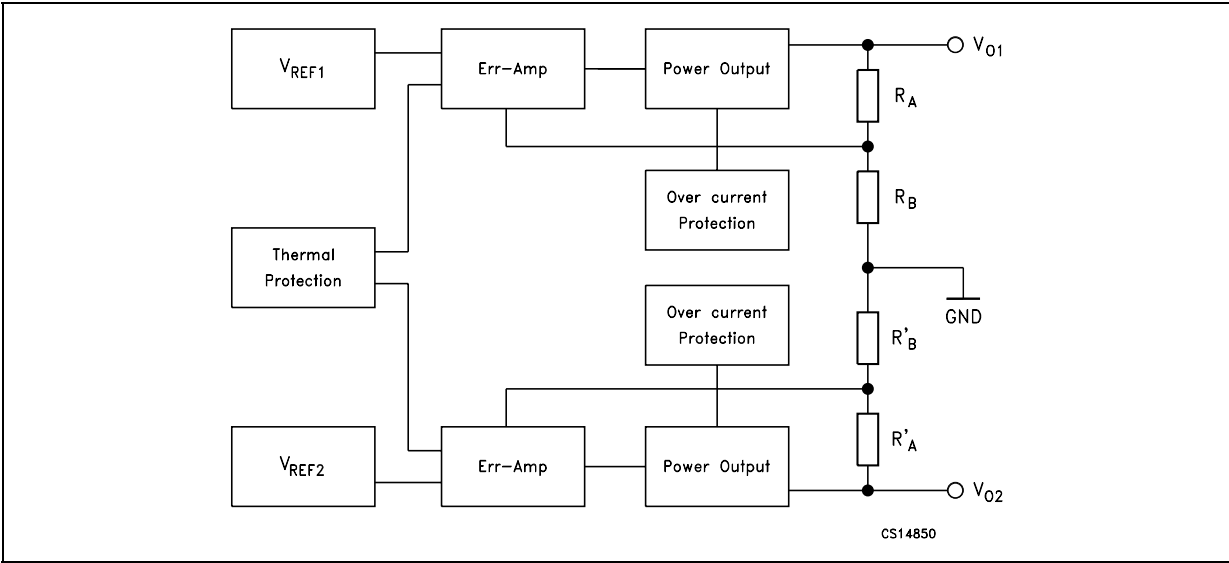 VREF1
Err-Amp
Power Output
VO1
RA
Over current
Protection
RB
Thermal
Protection
GND
Over current
Protection
R'B
VREF2
Err-Amp
Power Output
R'A
VO2
CS14850